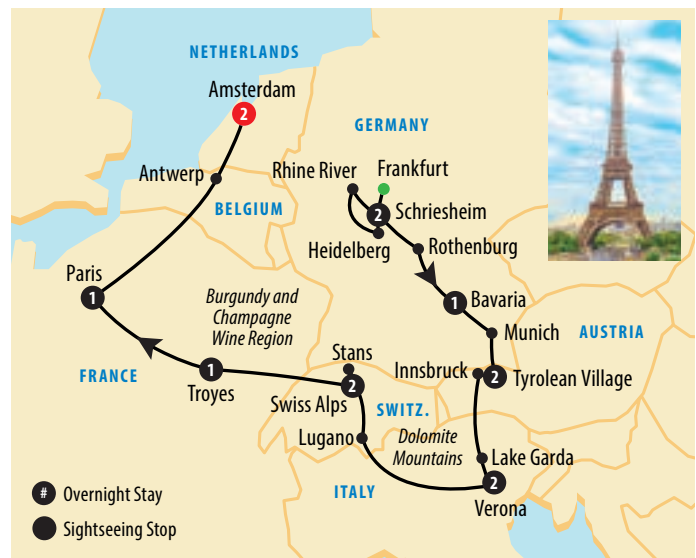 NETHERLANDS
Amsterdam
2
GERMANY
Antwerp
Rhine River
Frankfurt
BELGIUM
2
Schriesheim
Heidelberg
Rothenburg
Paris
1
Burgundy and
Champagne
Wine Region
1
Bavaria
Munich
AUSTRIA
Stans
Innsbruck
FRANCE
1
2
2
Tyrolean Village
Troyes
Swiss Alps
SWITZ.
Lugano
Dolomite
Mountains
Lake Garda
ITALY
2
Verona
# Overnight Stay
Sightseeing Stop